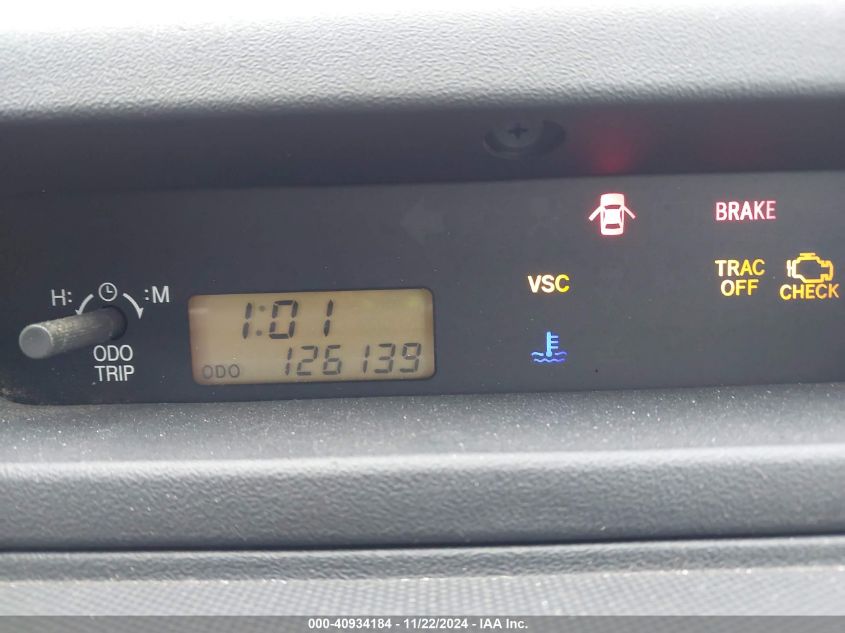 BRAKE
VSC
TRAC
OFF
CHECK
H:
:M
ODO
TRIP
1:01
ODO 126139
000-40934184 - 11/22/2024 - IAA Inc.